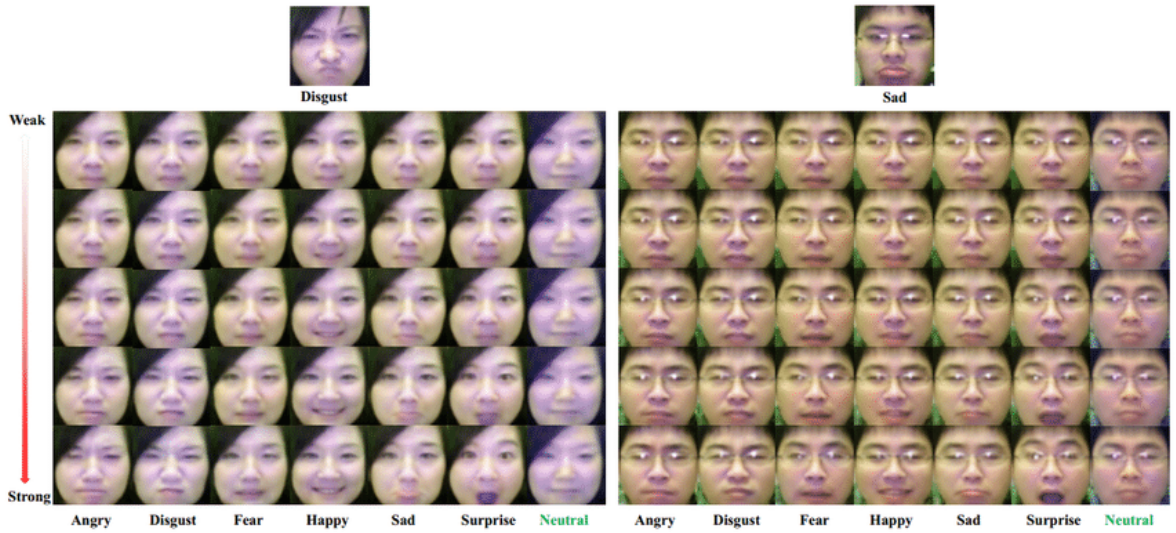 Disgust
Sad
Weak
Strong
Angry Disgust Fear Happy Sad Surprise Neutral
Angry Disgust Fear Happy Sad Surprise Neutral